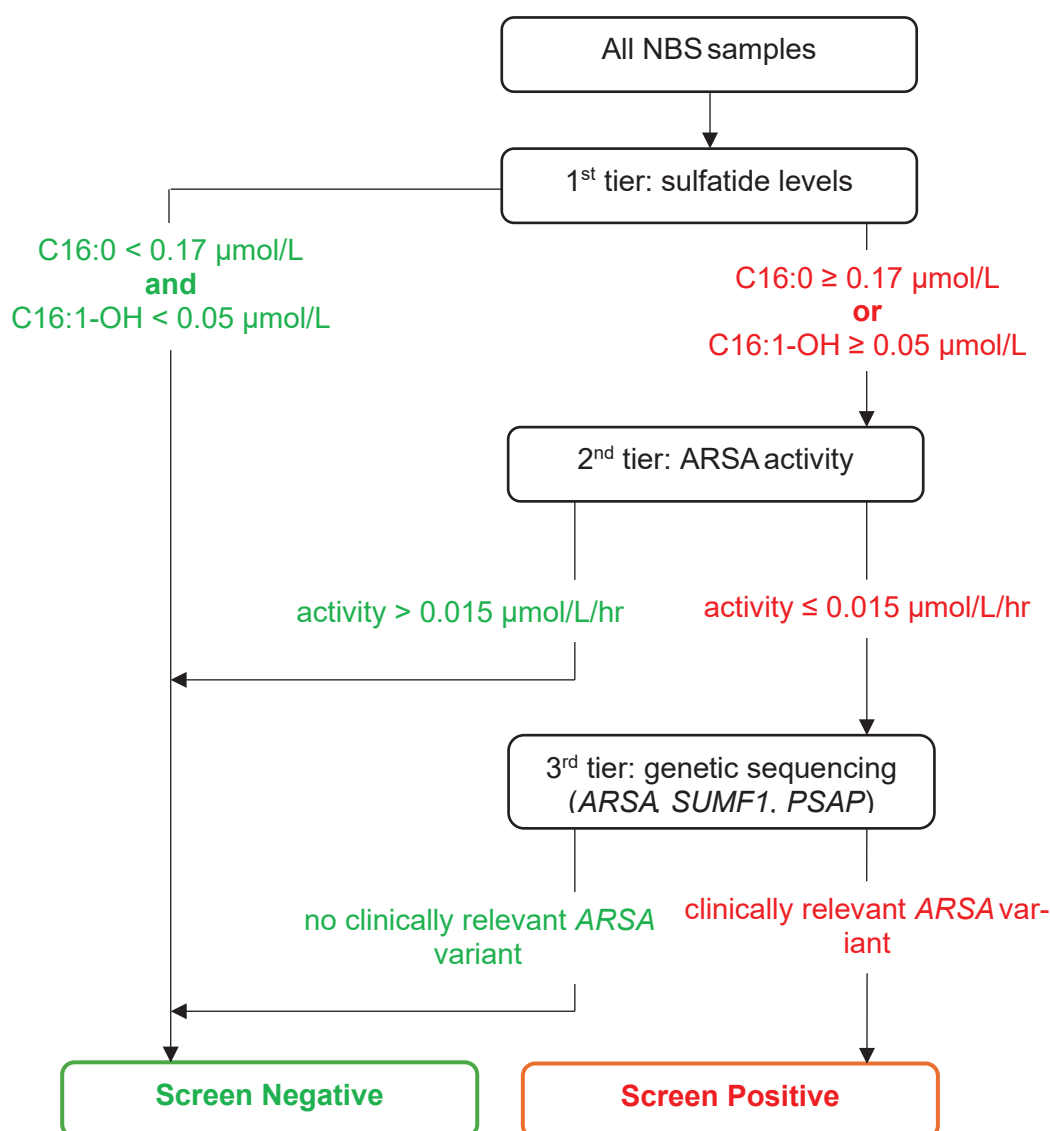 All NBS samples
1st tier: sulfatide levels
C16:0 < 0.17 µmol/L
and
C16:1-OH < 0.05 µmol/L
C16:0 ≥ 0.17 µmol/L
or
C16:1-OH ≥ 0.05 µmol/L
2nd tier: ARSA activity
activity > 0.015 µmol/L/hr
activity ≤ 0.015 µmol/L/hr
3rd tier: genetic sequencing
(ARSA, SUMF1, PSAP)
no clinically relevant ARSA
variant
clinically relevant ARSA var-
iant
Screen Negative
Screen Positive